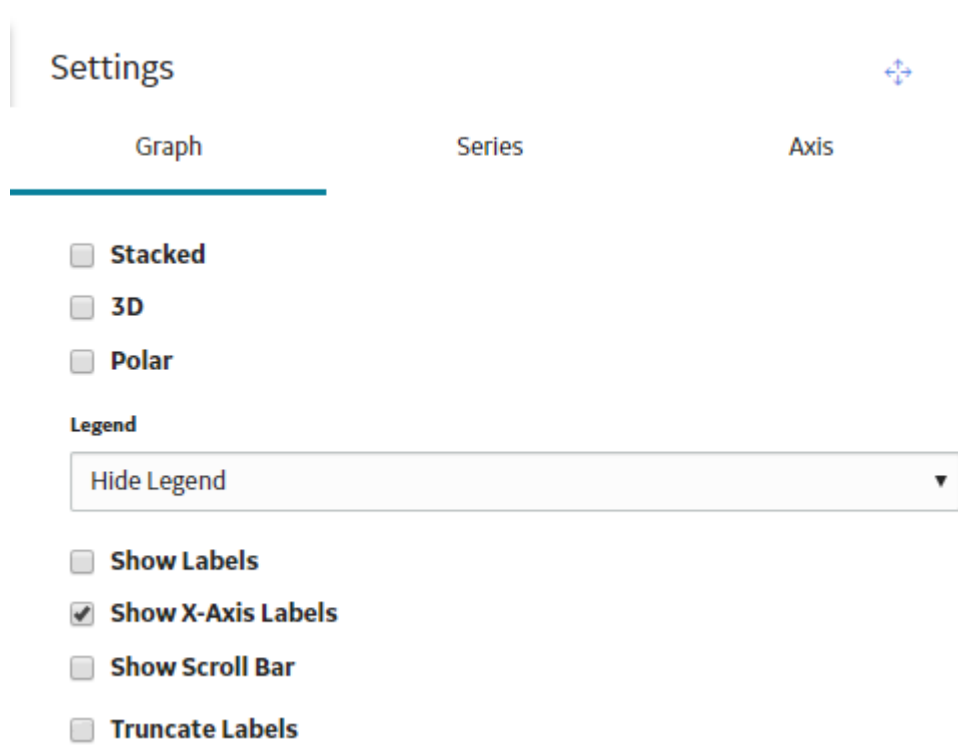 Settings
Graph Series Axis
Stacked
3D
Polar
Legend
Hide Legend
Show Labels
Show X-Axis Labels
Show Scroll Bar
Truncate Labels